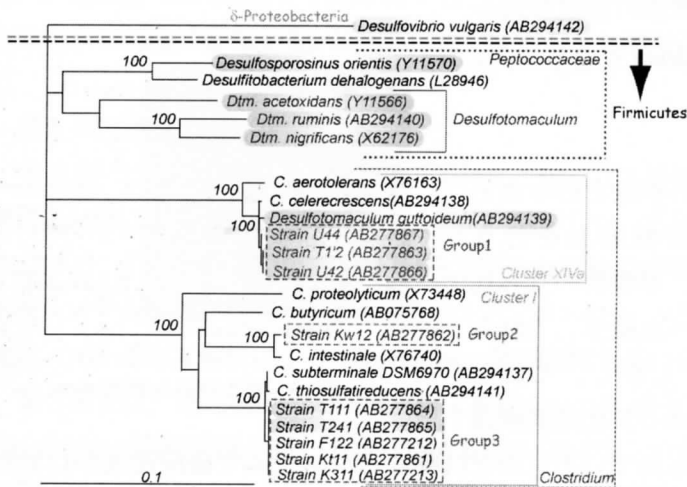 δ-Proteobacteria
Desulfovibrio vulgaris (AB294142)
100 Desulfosporosinus orientis (Y11570) Peptococcaceae
Desulfitobacterium dehalogenans (L28946)
Firmicutes
Dtm. acetoxidans (Y11566)
100 Dtm. ruminis (AB294140) Desulfotomaculum
Dtm. nigrificans (X62176)
100 C. aerotolerans (X76163)
C. celerecrescens(AB294138)
100 Desulfotomaculum guttoideum(AB294139)
Strain U44 (AB277867)
Strain T12 (AB277863) Group1
Strain U42 (AB277866)
Cluster XIVa
C. proteolyticum (X73448) Cluster I
100 C. butyricum (AB075768)
100 Strain Kw12 (AB277862) Group2
C. intestinale (X76740)
C. subterminale DSM6970 (AB294137)
C. thiosulfatireducens (AB294141)
100 Strain T111 (AB277864)
Strain T241 (AB277865)
Strain F122 (AB277212) Group3
Strain Kt11 (AB277861)
Strain K311 (AB277213)
0.1 Clostridium